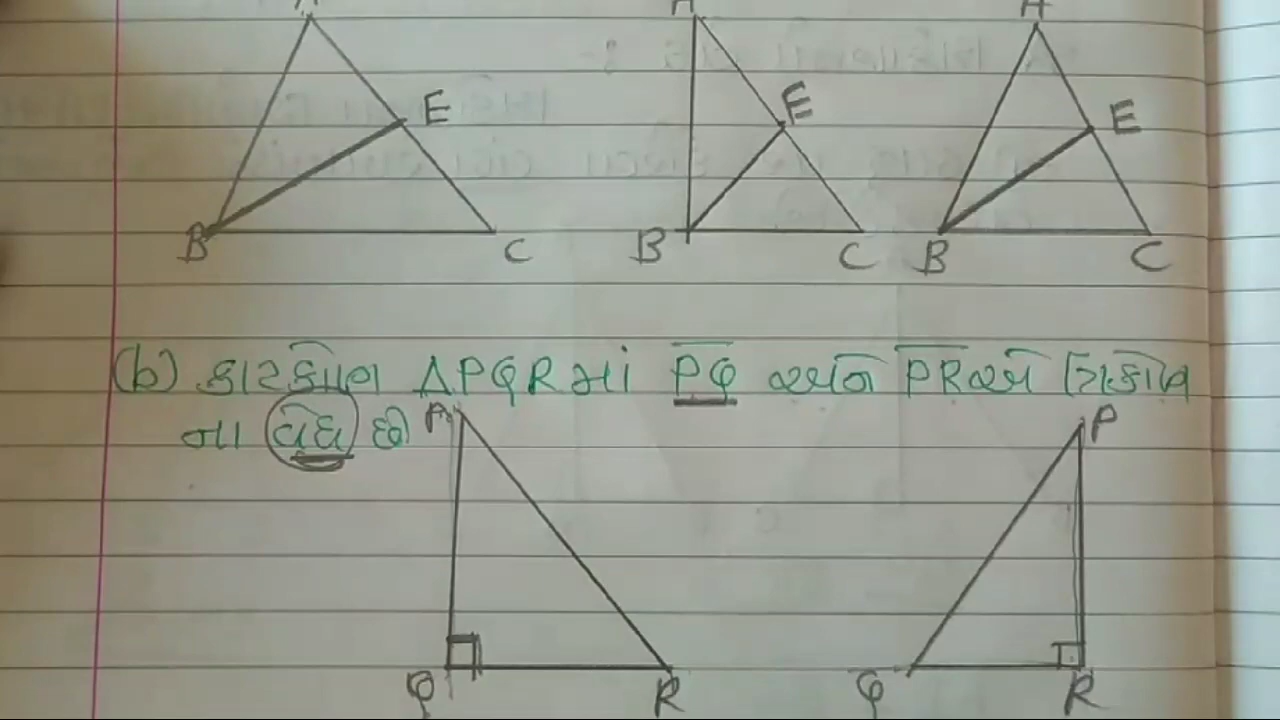 A A A
E E E
B C B C B C
(b) કાટકોણ ΔPQR માં PQ અને PR એ ત્રિકોણ
ના વેધ છે
P P
Q R Q R